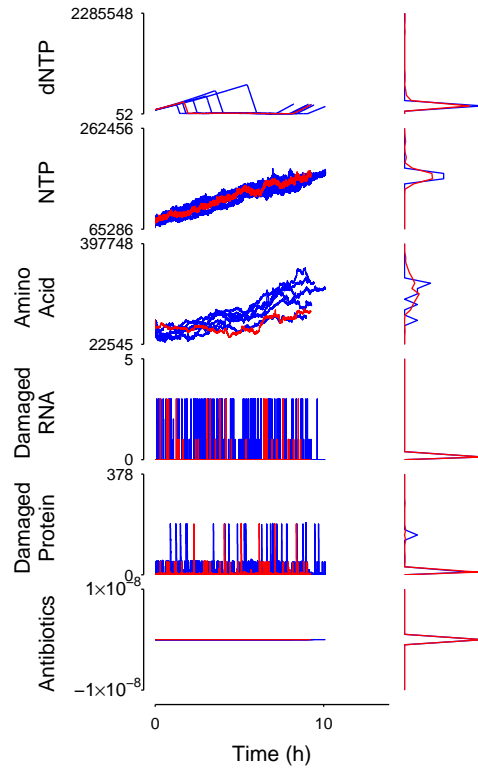 2285548
dNTP
52
262456
NTP
65286
397748
Amino
Acid
22545
5
Damaged
RNA
0
378
Damaged
Protein
0
1×10⁻⁸
Antibiotics
−1×10⁻⁸
0
10
Time (h)